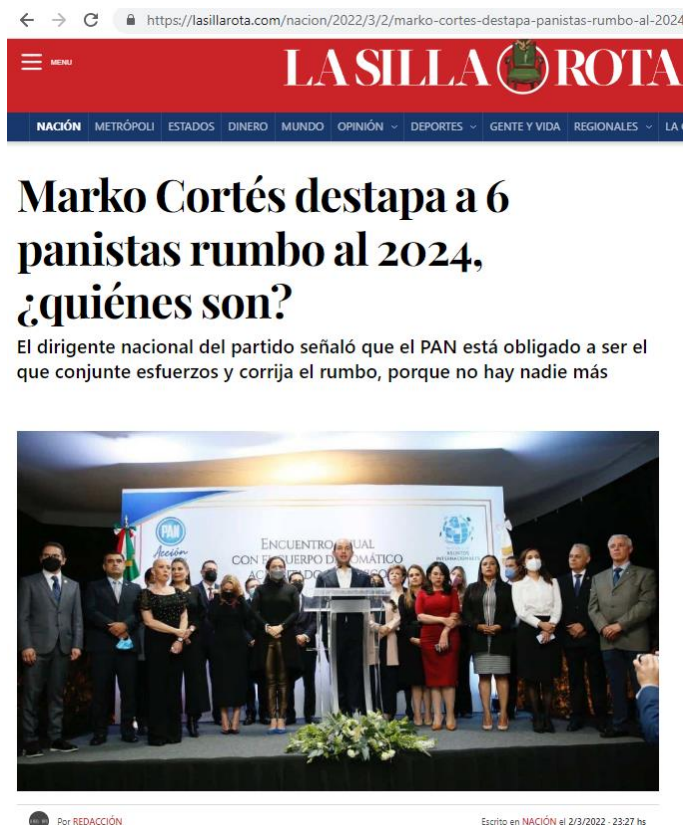 https://lasillarota.com/nacion/2022/3/2/marko-cortes-destapa-panistas-rumbo-al-2024
MENU
LA SILLA ROTA
NACIÓN METRÓPOLI ESTADOS DINERO MUNDO OPINIÓN DEPORTES GENTE Y VIDA REGIONALES LA
Marko Cortés destapa a 6
panistas rumbo al 2024,
¿quiénes son?
El dirigente nacional del partido señaló que el PAN está obligado a ser el
que conjunte esfuerzos y corrija el rumbo, porque no hay nadie más
PAN
Acción
ENCUENTRO
CON EL CUERPO
INTERNACIONALES
Por REDACCIÓN
Escrito en NACIÓN el 2/3/2022 · 23:27 hs